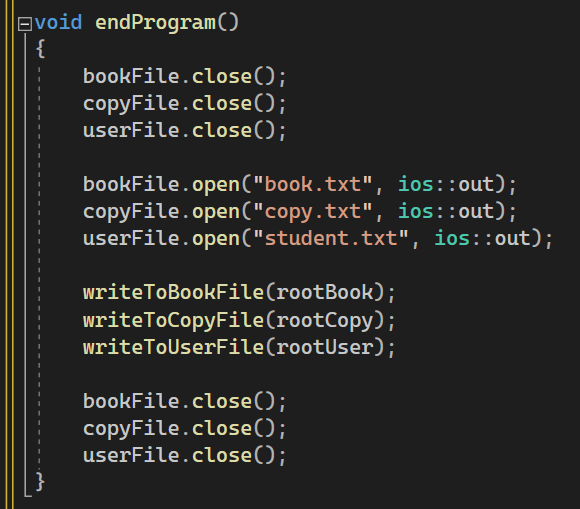 void endProgram()
{
bookFile.close();
copyFile.close();
userFile.close();
bookFile.open("book.txt", ios::out);
copyFile.open("copy.txt", ios::out);
userFile.open("student.txt", ios::out);
writeToBookFile(rootBook);
writeToCopyFile(rootCopy);
writeToUserFile(rootUser);
bookFile.close();
copyFile.close();
userFile.close();
}